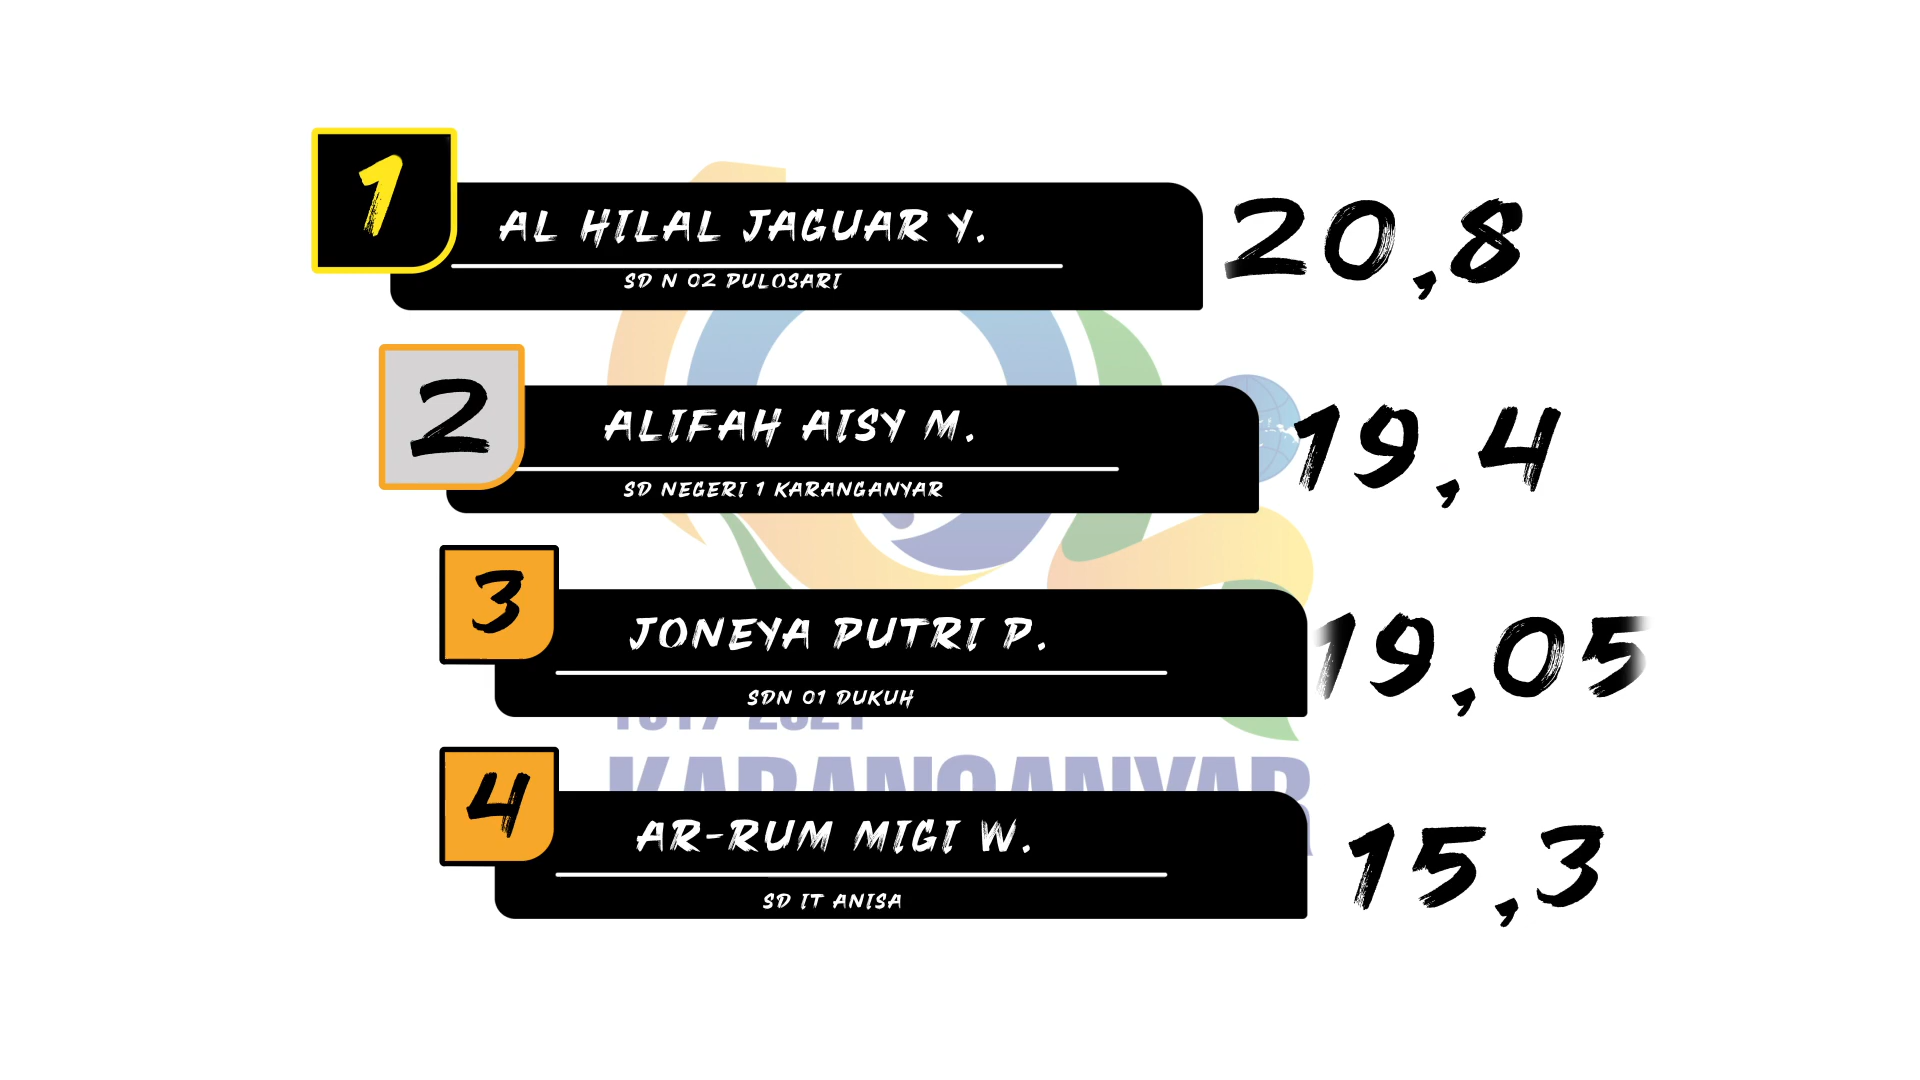 1
AL HILAL JAGUAR Y.
20,8
SD N 02 PULOSARI
2
ALIFAH AISY M.
19,4
SD NEGERI 1 KARANGANYAR
3
JONEYA PUTRI P.
19,05
SDN 01 DUKUH
KARANGANYAR
4
AR-RUM MIGI W.
15,3
SD IT ANISA